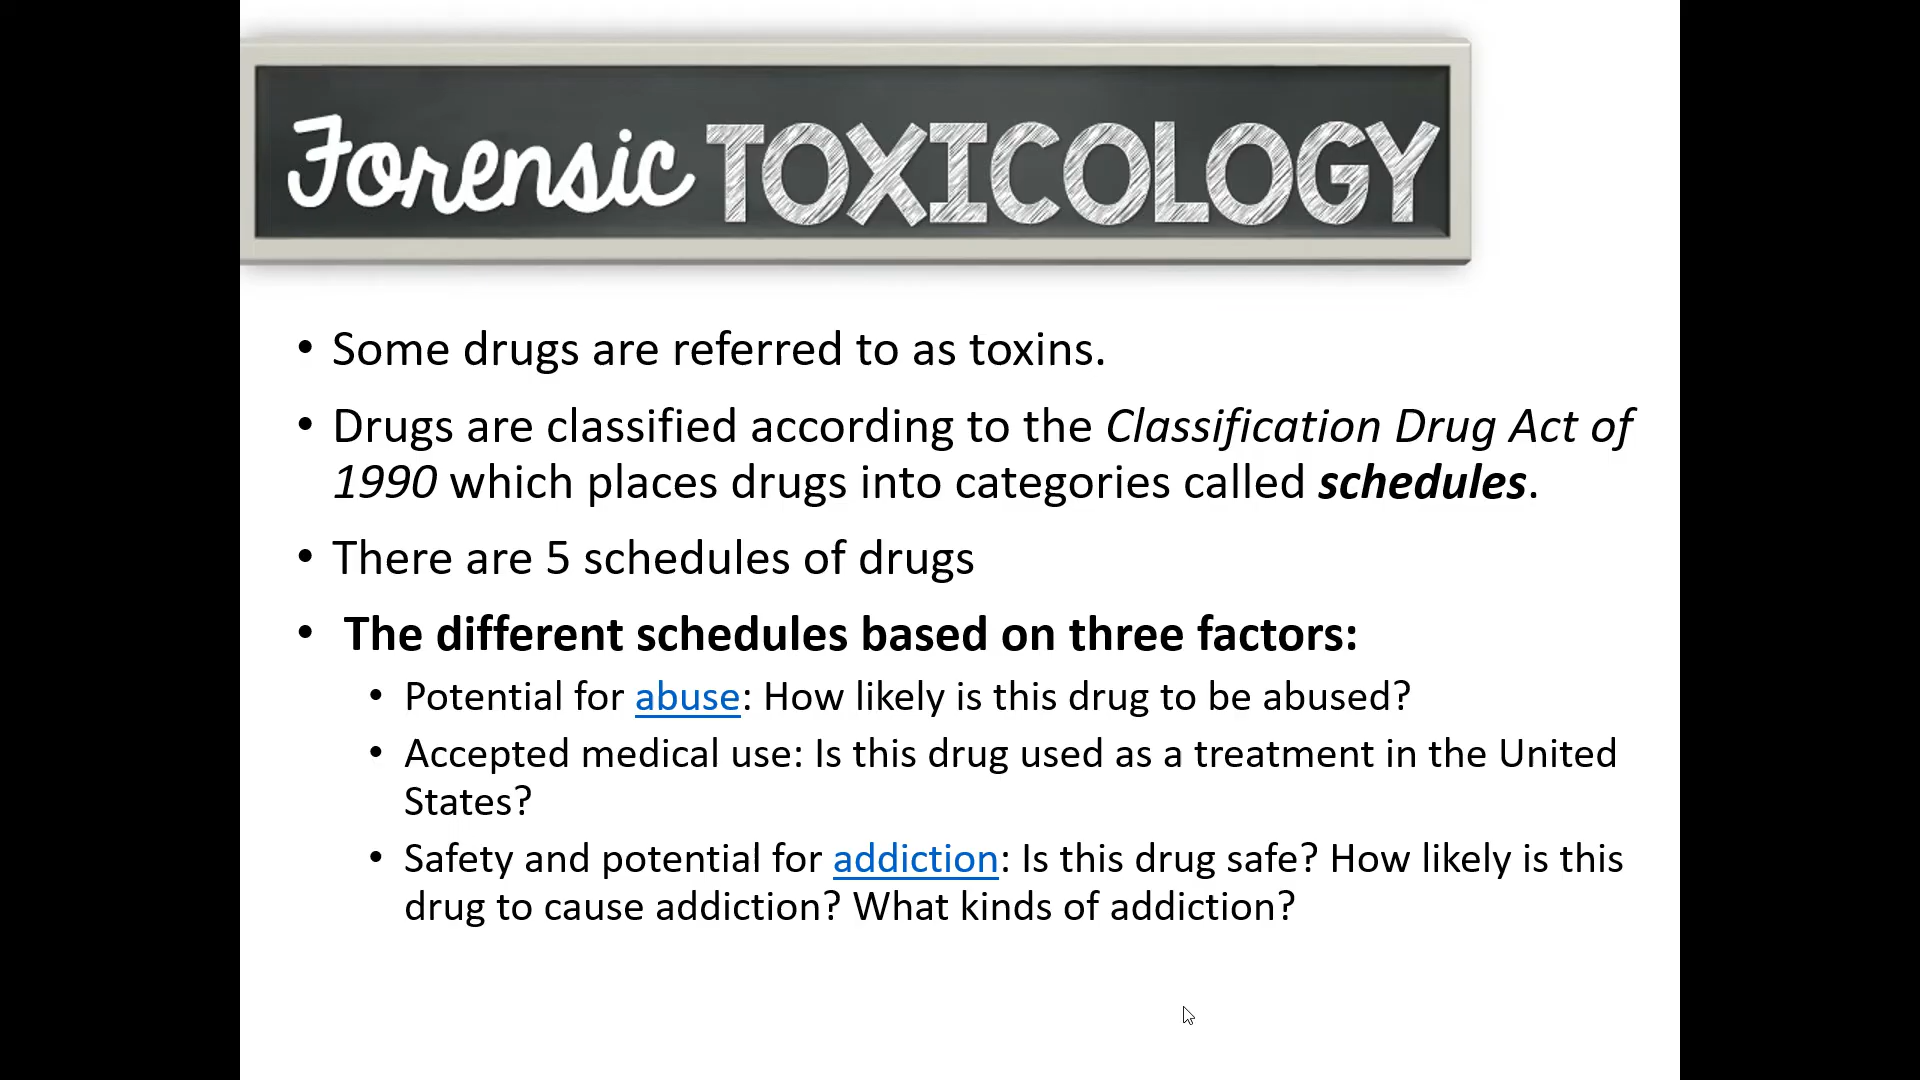 Forensic TOXICOLOGY
• Some drugs are referred to as toxins.
• Drugs are classified according to the Classification Drug Act of
1990 which places drugs into categories called schedules.
• There are 5 schedules of drugs
• The different schedules based on three factors:
• Potential for abuse: How likely is this drug to be abused?
• Accepted medical use: Is this drug used as a treatment in the United
States?
• Safety and potential for addiction: Is this drug safe? How likely is this
drug to cause addiction? What kinds of addiction?